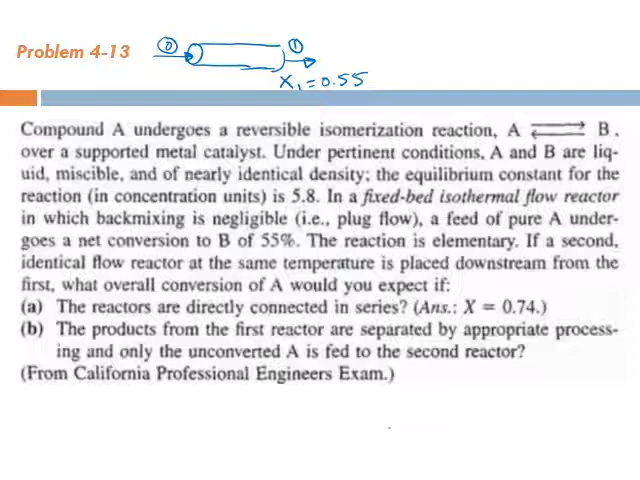 Problem 4-13
0
1
X₁ = 0.55
Compound A undergoes a reversible isomerization reaction, A ⇌ B,
over a supported metal catalyst. Under pertinent conditions, A and B are liq-
uid, miscible, and of nearly identical density; the equilibrium constant for the
reaction (in concentration units) is 5.8. In a fixed-bed isothermal flow reactor
in which backmixing is negligible (i.e., plug flow), a feed of pure A under-
goes a net conversion to B of 55%. The reaction is elementary. If a second,
identical flow reactor at the same temperature is placed downstream from the
first, what overall conversion of A would you expect if:
(a) The reactors are directly connected in series? (Ans.: X = 0.74.)
(b) The products from the first reactor are separated by appropriate process-
ing and only the unconverted A is fed to the second reactor?
(From California Professional Engineers Exam.)